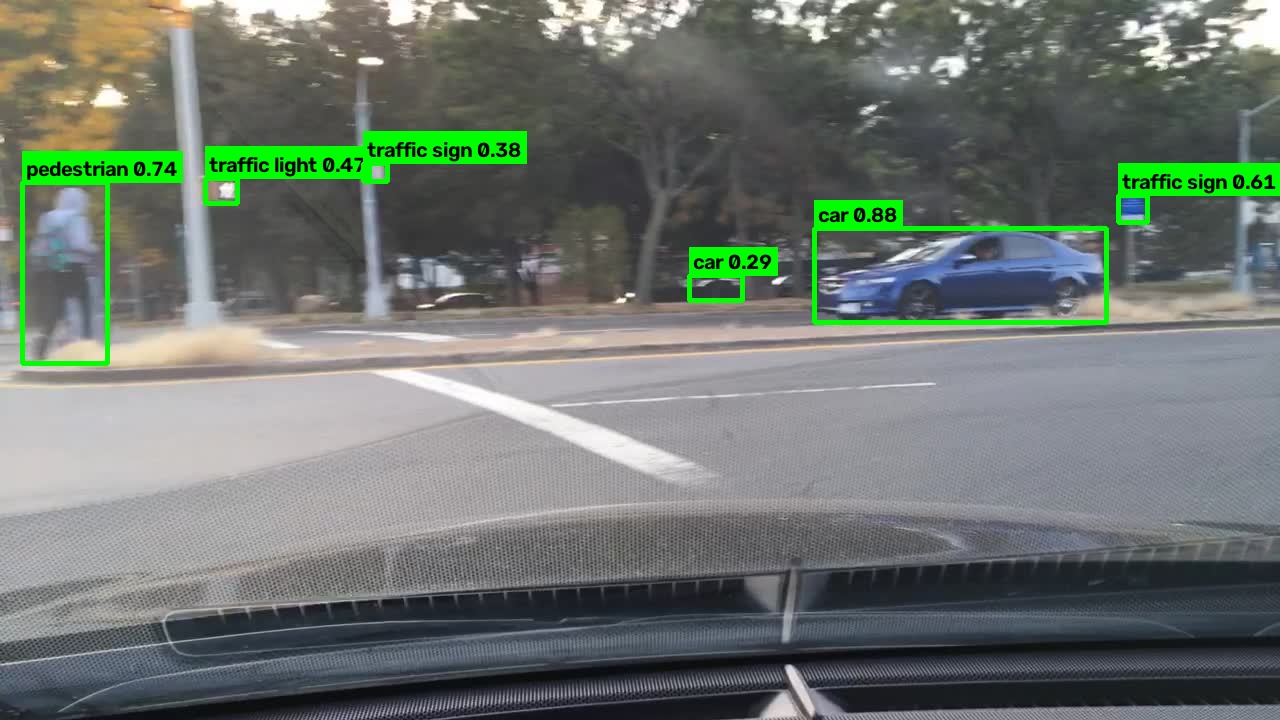 traffic sign 0.38
traffic light 0.47
pedestrian 0.74
traffic sign 0.61
car 0.88
car 0.29